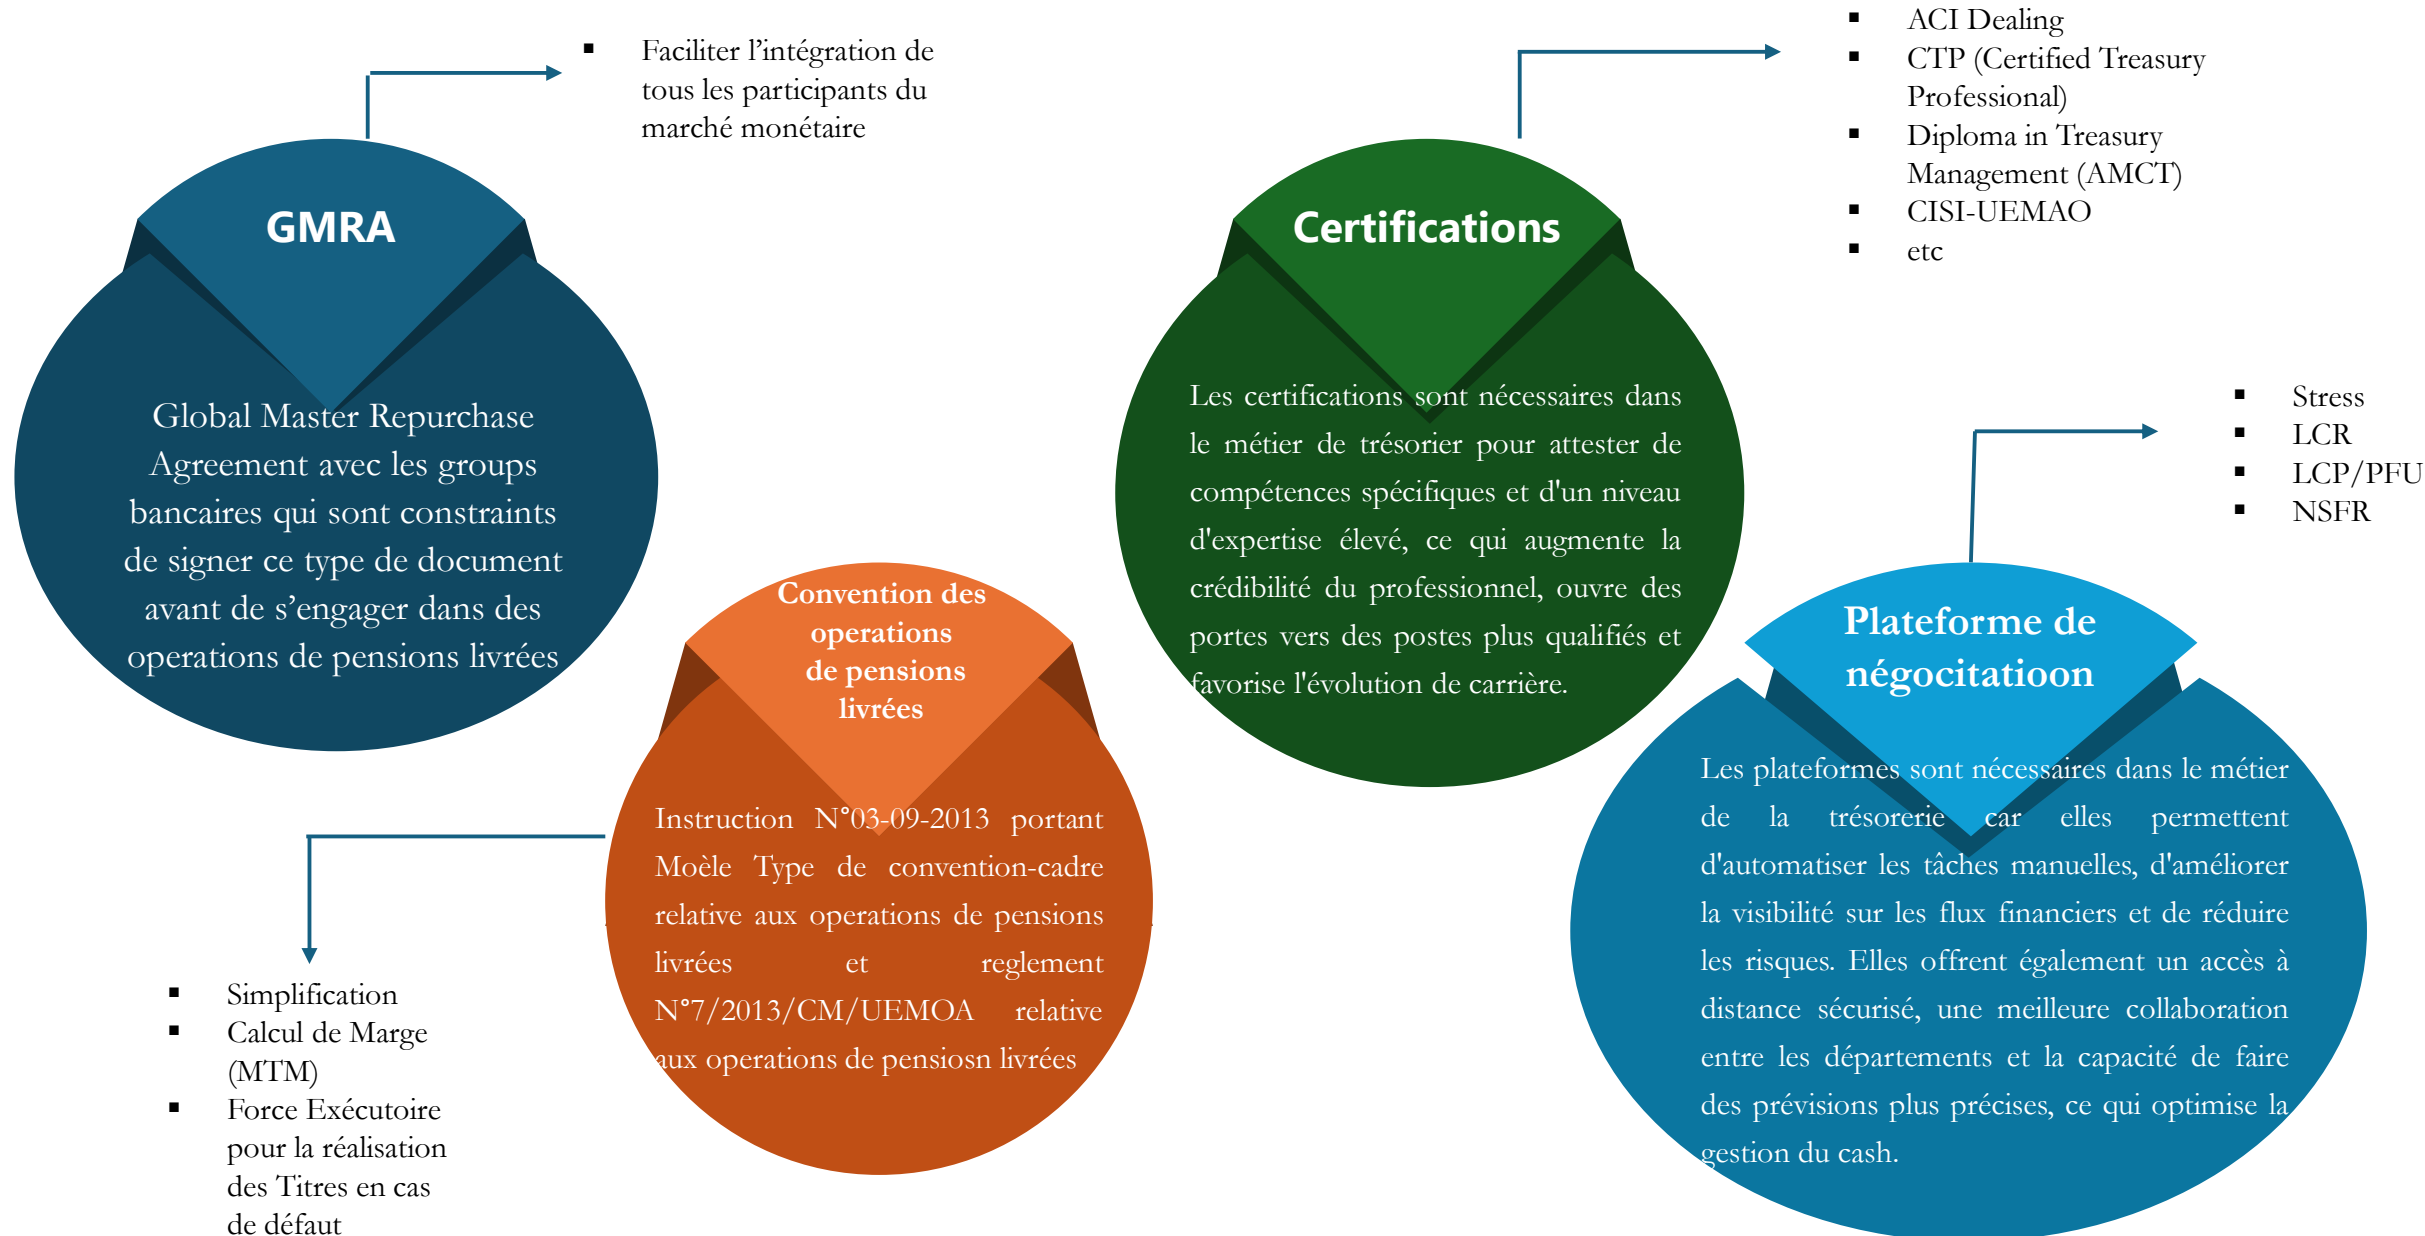 GMRA
Global Master Repurchase
Agreement avec les groups
bancaires qui sont constraints
de signer ce type de document
avant de s’engager dans des
operations de pensions livrées
▪ Faciliter l’intégration de
tous les participants du
marché monétaire
Convention des
operations
de pensions
livrées
Instruction N°03-09-2013 portant
Moèle Type de convention-cadre
relative aux operations de pensions
livrées et reglement
N°7/2013/CM/UEMOA relative
aux operations de pensiosn livrées
▪ Simplification
▪ Calcul de Marge
(MTM)
▪ Force Exécutoire
pour la réalisation
des Titres en cas
de défaut
Certifications
Les certifications sont nécessaires dans
le métier de trésorier pour attester de
compétences spécifiques et d'un niveau
d'expertise élevé, ce qui augmente la
crédibilité du professionnel, ouvre des
portes vers des postes plus qualifiés et
favorise l'évolution de carrière.
▪ ACI Dealing
▪ CTP (Certified Treasury
Professional)
▪ Diploma in Treasury
Management (AMCT)
▪ CISI-UEMAO
▪ etc
Plateforme de
négocitatioon
Les plateformes sont nécessaires dans le métier
de la trésorerie car elles permettent
d'automatiser les tâches manuelles, d'améliorer
la visibilité sur les flux financiers et de réduire
les risques. Elles offrent également un accès à
distance sécurisé, une meilleure collaboration
entre les départements et la capacité de faire
des prévisions plus précises, ce qui optimise la
gestion du cash.
▪ Stress
▪ LCR
▪ LCP/PFU
▪ NSFR